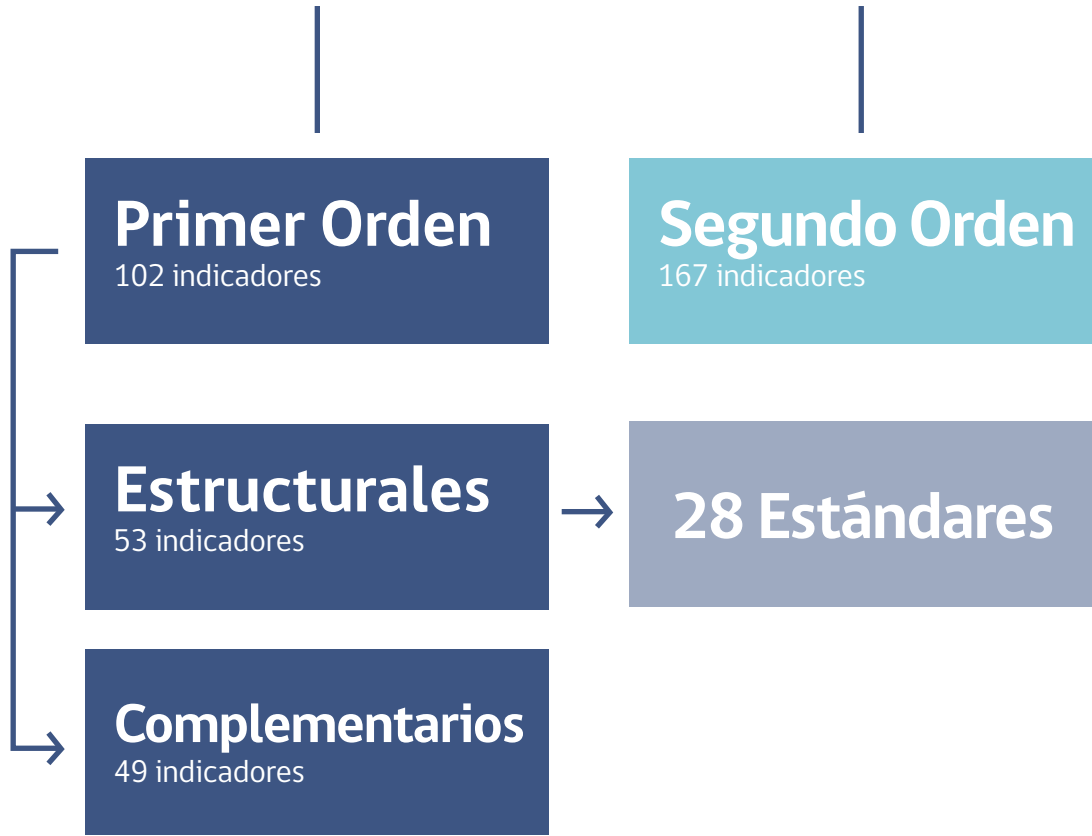 Primer Orden
102 indicadores
Segundo Orden
167 indicadores
Estructurales
53 indicadores
28 Estándares
Complementarios
49 indicadores